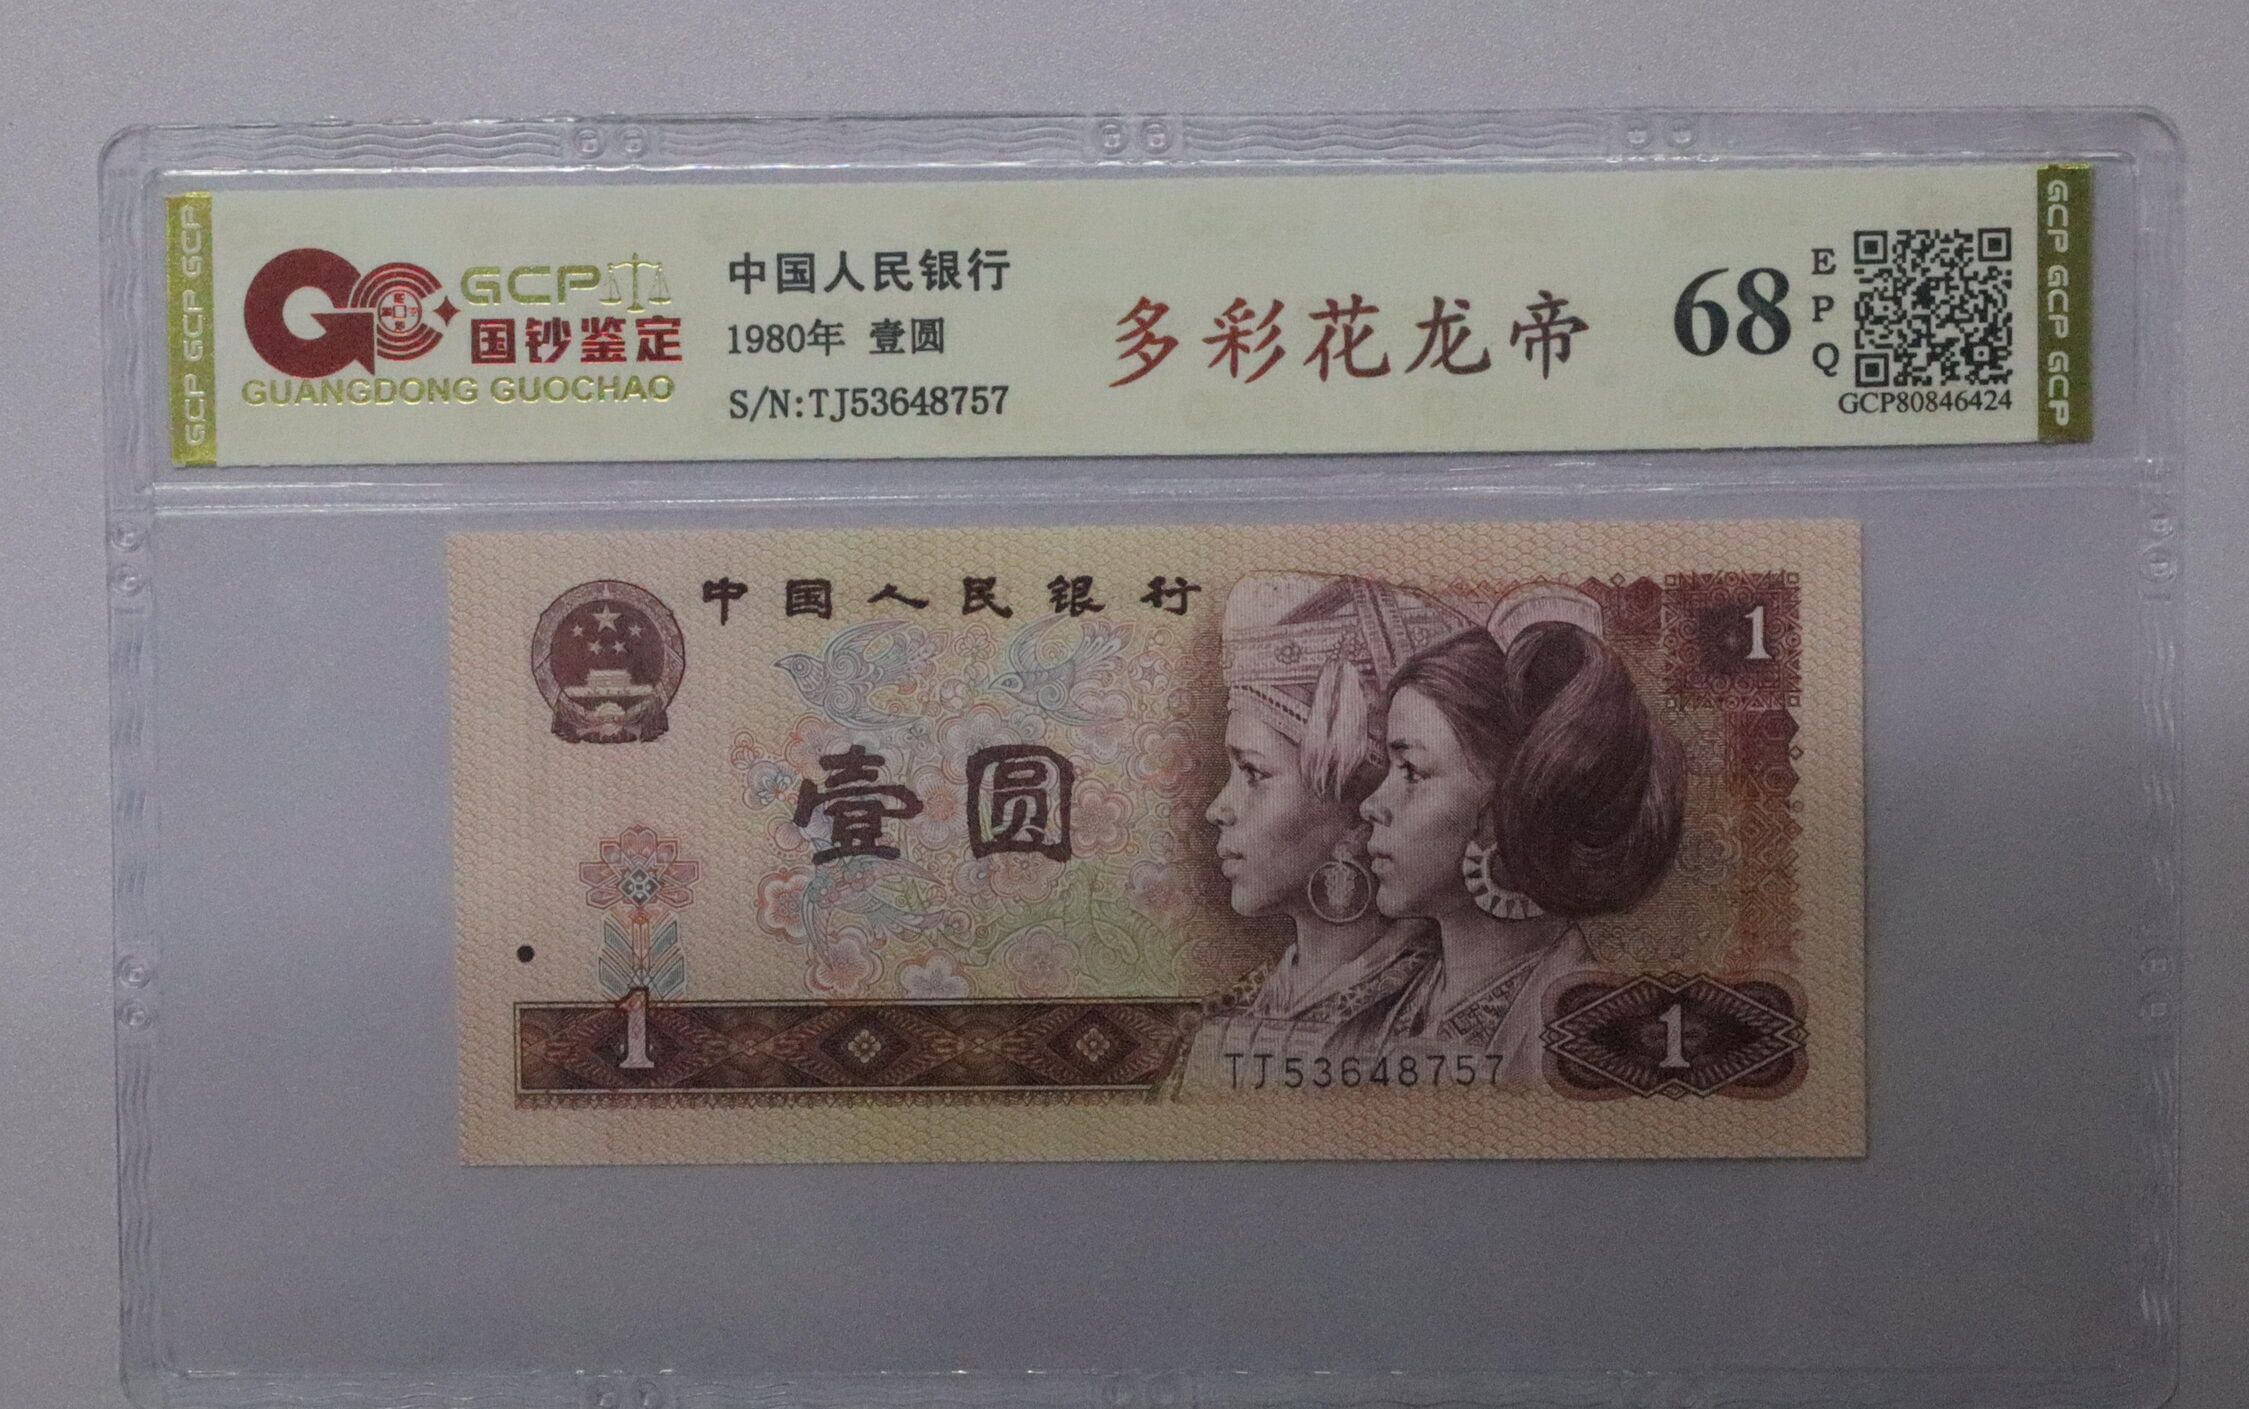 GCP GCP GCP
GCP
国钞鉴定
GUANGDONG GUOCHAO
中国人民银行
1980年 壹圆
S/N:TJ53648757
多彩花龙帝
68
EPQ
GCP80846424
GCP GCP GCP
中国人民银行
1
壹圆
1
TJ53648757
1